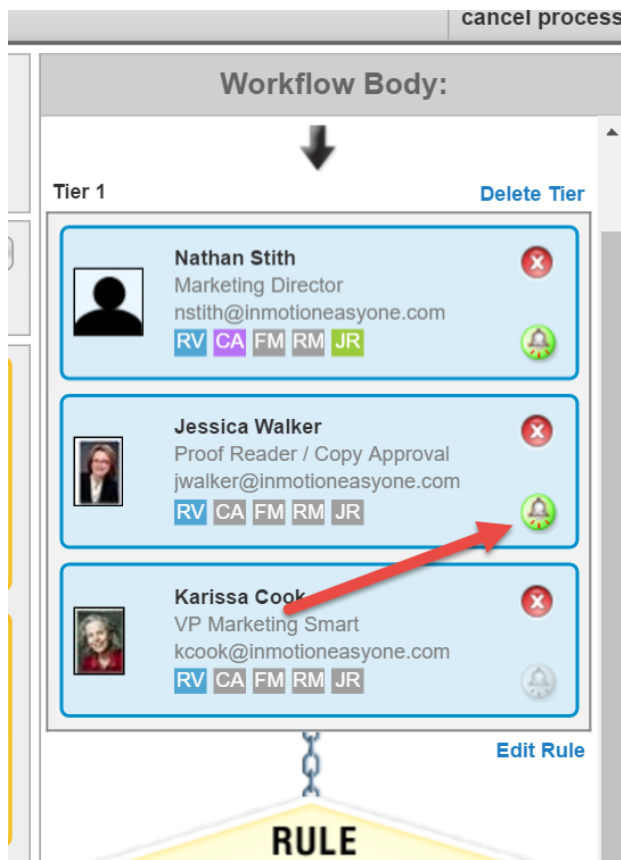 cancel process
Workflow Body:
Tier 1
Delete Tier
Nathan Stith
Marketing Director
nstith@inmotioneasyone.com
RV CA FM RM JR
Jessica Walker
Proof Reader / Copy Approval
jwalker@inmotioneasyone.com
RV CA FM RM JR
Karissa Cook
VP Marketing Smart
kcook@inmotioneasyone.com
RV CA FM RM JR
Edit Rule
RULE